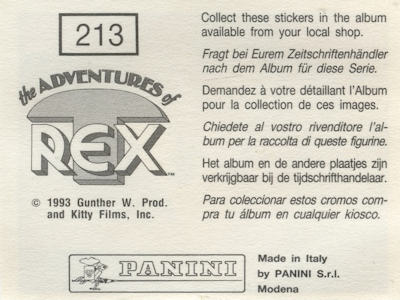 213
the ADVENTURES of
T REX™
© 1993 Gunther W. Prod.
and Kitty Films, Inc.
Collect these stickers in the album
available from your local shop.
Fragt bei Eurem Zeitschriftenhändler
nach dem Album für diese Serie.
Demandez à votre détaillant l'Album
pour la collection de ces images.
Chiedete al vostro rivenditore l'al-
bum per la raccolta di queste figurine.
Het album en de andere plaatjes zijn
verkrijgbaar bij de tijdschrifthandelaar.
Para coleccionar estos cromos com-
pra tu álbum en cualquier kiosco.
PANINI
Made in Italy
by PANINI S.r.l.
Modena